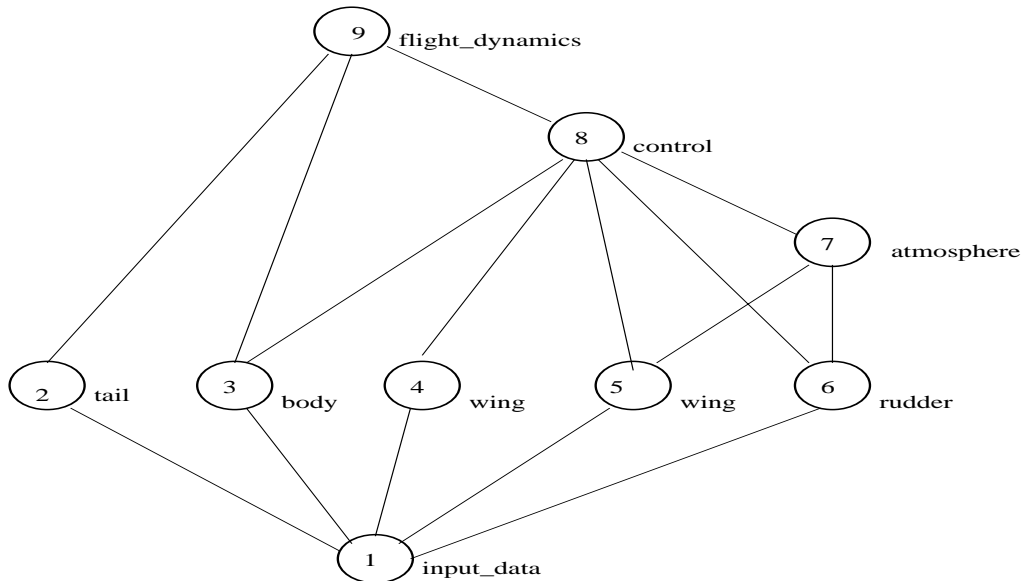 9
flight_dynamics
8
control
7
atmosphere
2
tail
3
body
4
wing
5
wing
6
rudder
1
input_data